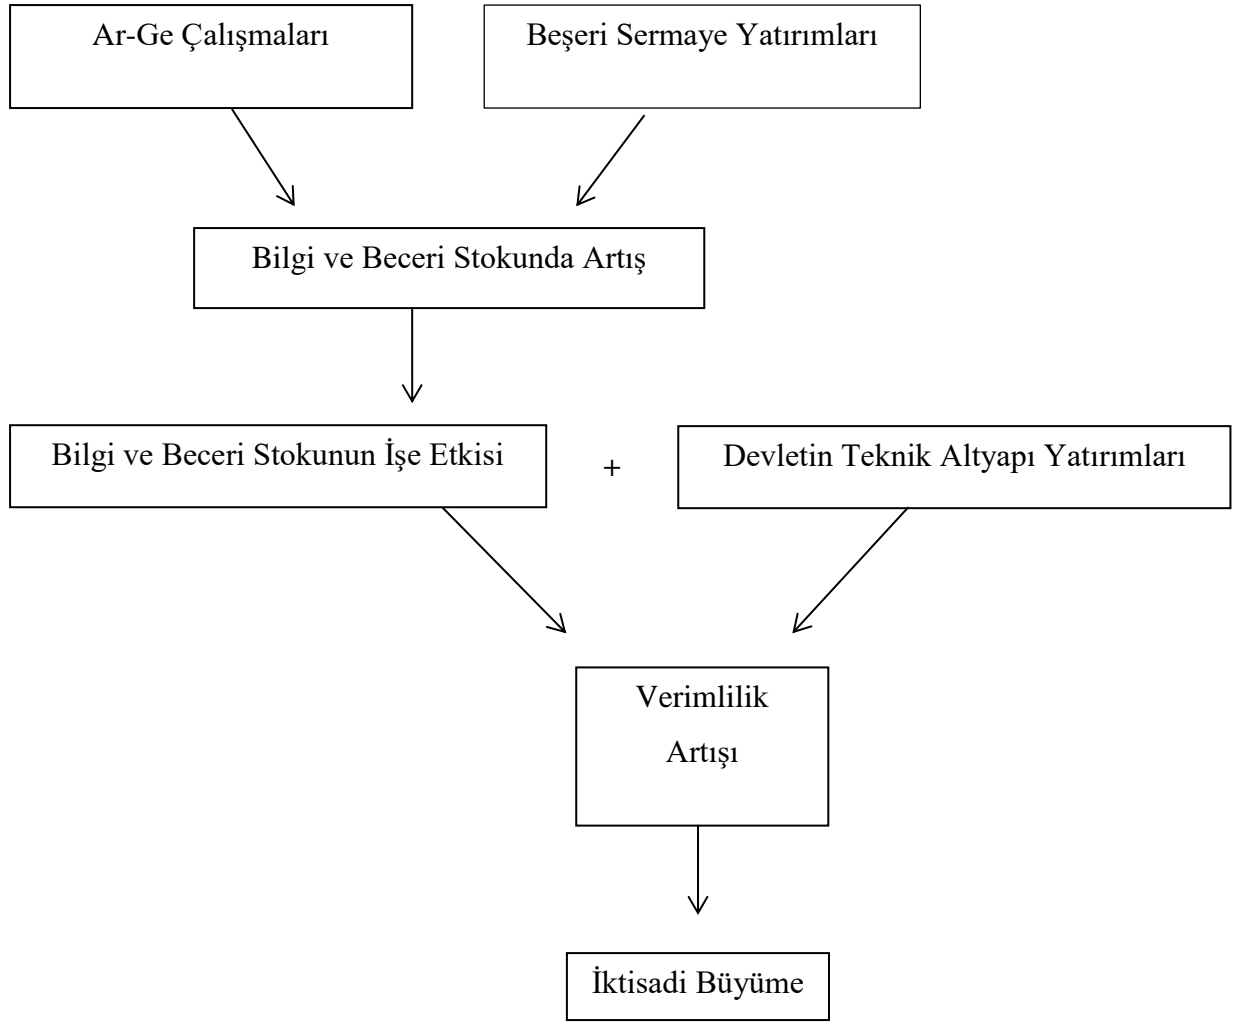 Ar-Ge Çalışmaları
Beşeri Sermaye Yatırımları
Bilgi ve Beceri Stokunda Artış
Bilgi ve Beceri Stokunun İşe Etkisi
+
Devletin Teknik Altyapı Yatırımları
Verimlilik
Artışı
İktisadi Büyüme